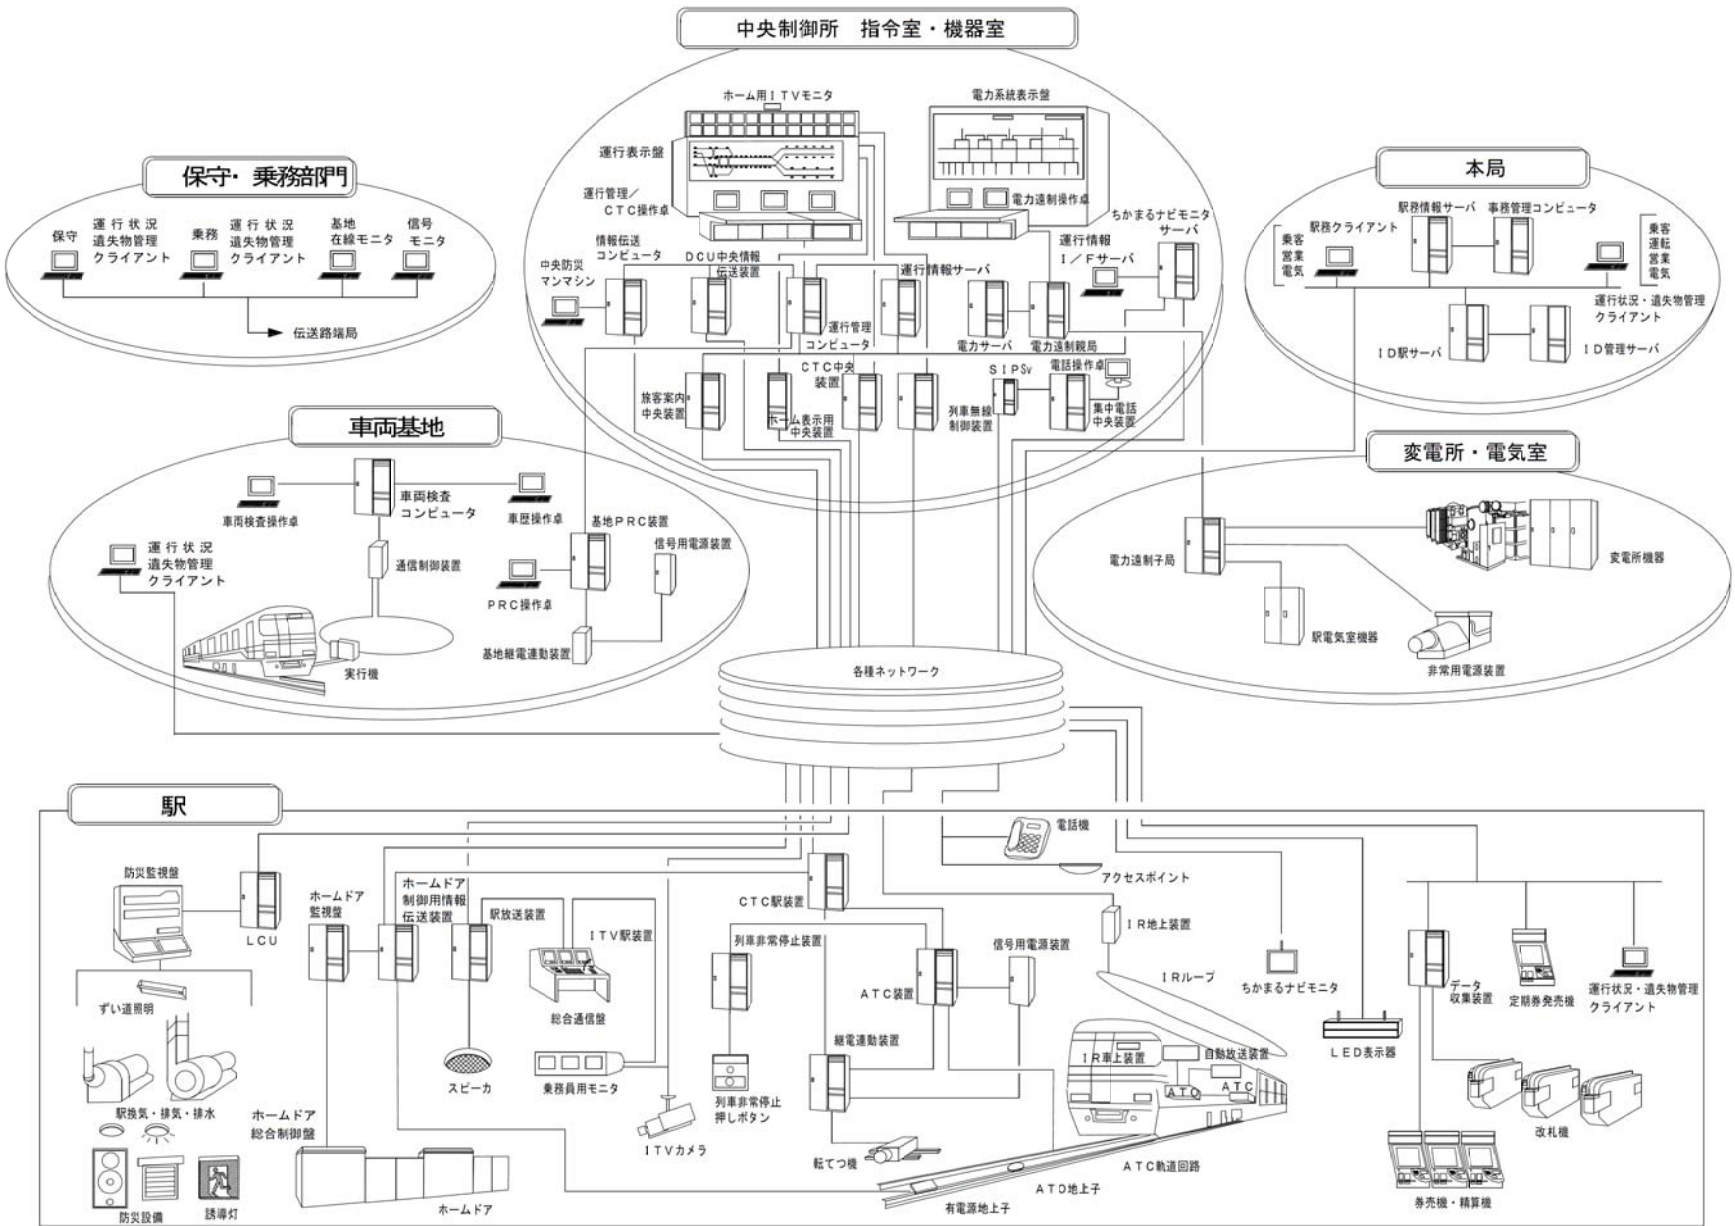 中央制御所 指令室・機器室
ホーム用ITVモニタ
電力系統表示盤
運行表示盤
運行管理/
CTC操作卓
電力遠制操作卓
ちかまるナビモニタ
サーバ
情報伝送
コンピュータ
DCU中央情報
伝送装置
運行情報サーバ
運行情報
I/Fサーバ
中央防災
マンマシン
運行管理
コンピュータ
電力サーバ
電力遠制親局
CTC中央
装置
SIPSv
電話操作卓
旅客案内
中央装置
ホーム表示用
中央装置
列車無線
制御装置
集中電話
中央装置
保守・乗務部門
保守
運行状況
遺失物管理
クライアント
乗務
運行状況
遺失物管理
クライアント
基地
在線モニタ
信号
モニタ
伝送路端局
本局
駅務情報サーバ
事務管理コンピュータ
駅務クライアント
乗客
営業
電気
乗客
運転
営業
電気
運行状況・遺失物管理
クライアント
ID駅サーバ
ID管理サーバ
車両基地
車両検査操作卓
車両検査
コンピュータ
車歴操作卓
基地PRC装置
信号用電源装置
運行状況
遺失物管理
クライアント
通信制御装置
PRC操作卓
基地継電連動装置
実行機
変電所・電気室
電力遠制子局
変電所機器
駅電気室機器
非常用電源装置
各種ネットワーク
駅
電話機
アクセスポイント
防災監視盤
LCU
ホームドア
監視盤
ホームドア
制御用情報
伝送装置
駅放送装置
ITV駅装置
CTC駅装置
列車非常停止装置
ATC装置
信号用電源装置
IR地上装置
IRループ
ちかまるナビモニタ
データ
収集装置
定期券発売機
運行状況・遺失物管理
クライアント
ずい道照明
総合通信盤
LED表示器
スピーカ
乗務員用モニタ
継電連動装置
IR車上装置
自動放送装置
ATO
ATC
駅換気・排気・排水
列車非常停止
押しボタン
ホームドア
総合制御盤
ITVカメラ
転てつ機
ATC軌道回路
改札機
ATO地上子
有電源地上子
防災設備
誘導灯
ホームドア
券売機・精算機